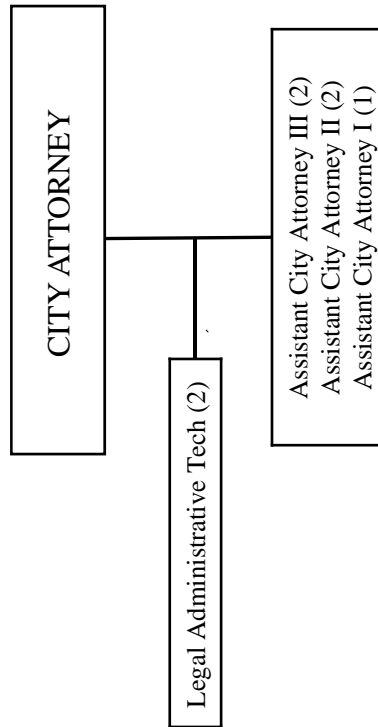 CITY ATTORNEY
Legal Administrative Tech (2)
Assistant City Attorney III (2)
Assistant City Attorney II (2)
Assistant City Attorney I (1)